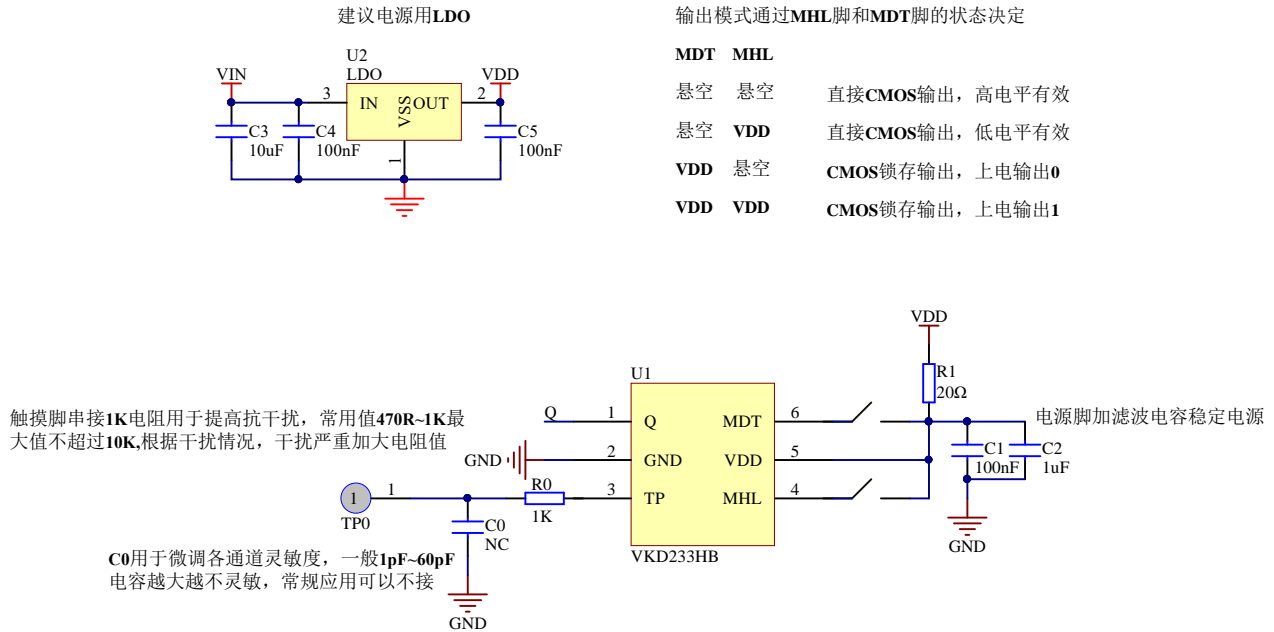 建议电源用LDO
U2
LDO
VIN
VDD
3
IN
VSS
OUT
2
1
C3
10uF
C4
100nF
C5
100nF
输出模式通过MHL脚和MDT脚的状态决定
MDT MHL
悬空 悬空 直接CMOS输出，高电平有效
悬空 VDD 直接CMOS输出，低电平有效
VDD 悬空 CMOS锁存输出，上电输出0
VDD VDD CMOS锁存输出，上电输出1
VDD
R1
20Ω
U1
Q 1 Q MDT 6
GND 2 GND VDD 5
3 TP MHL 4
VKD233HB
触摸脚串接1K电阻用于提高抗干扰，常用值470R~1K最
大值不超过10K,根据干扰情况，干扰严重加大电阻值
电源脚加滤波电容稳定电源
C1
100nF
C2
1uF
GND
1
TP0
1
R0
1K
C0
NC
C0用于微调各通道灵敏度，一般1pF~60pF
电容越大越不灵敏，常规应用可以不接
GND